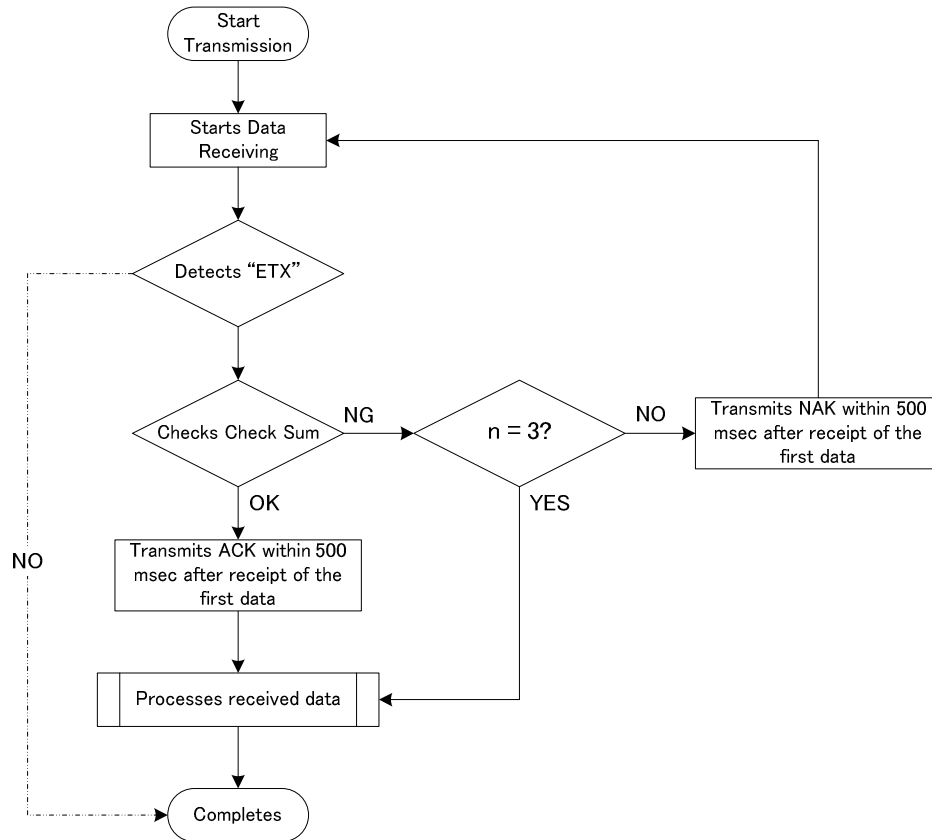 Start
Transmission
Starts Data
Receiving
Detects “ETX”
Checks Check Sum
NG
n = 3?
NO
Transmits NAK within 500
msec after receipt of the
first data
OK
YES
NO
Transmits ACK within 500
msec after receipt of the
first data
Processes received data
Completes